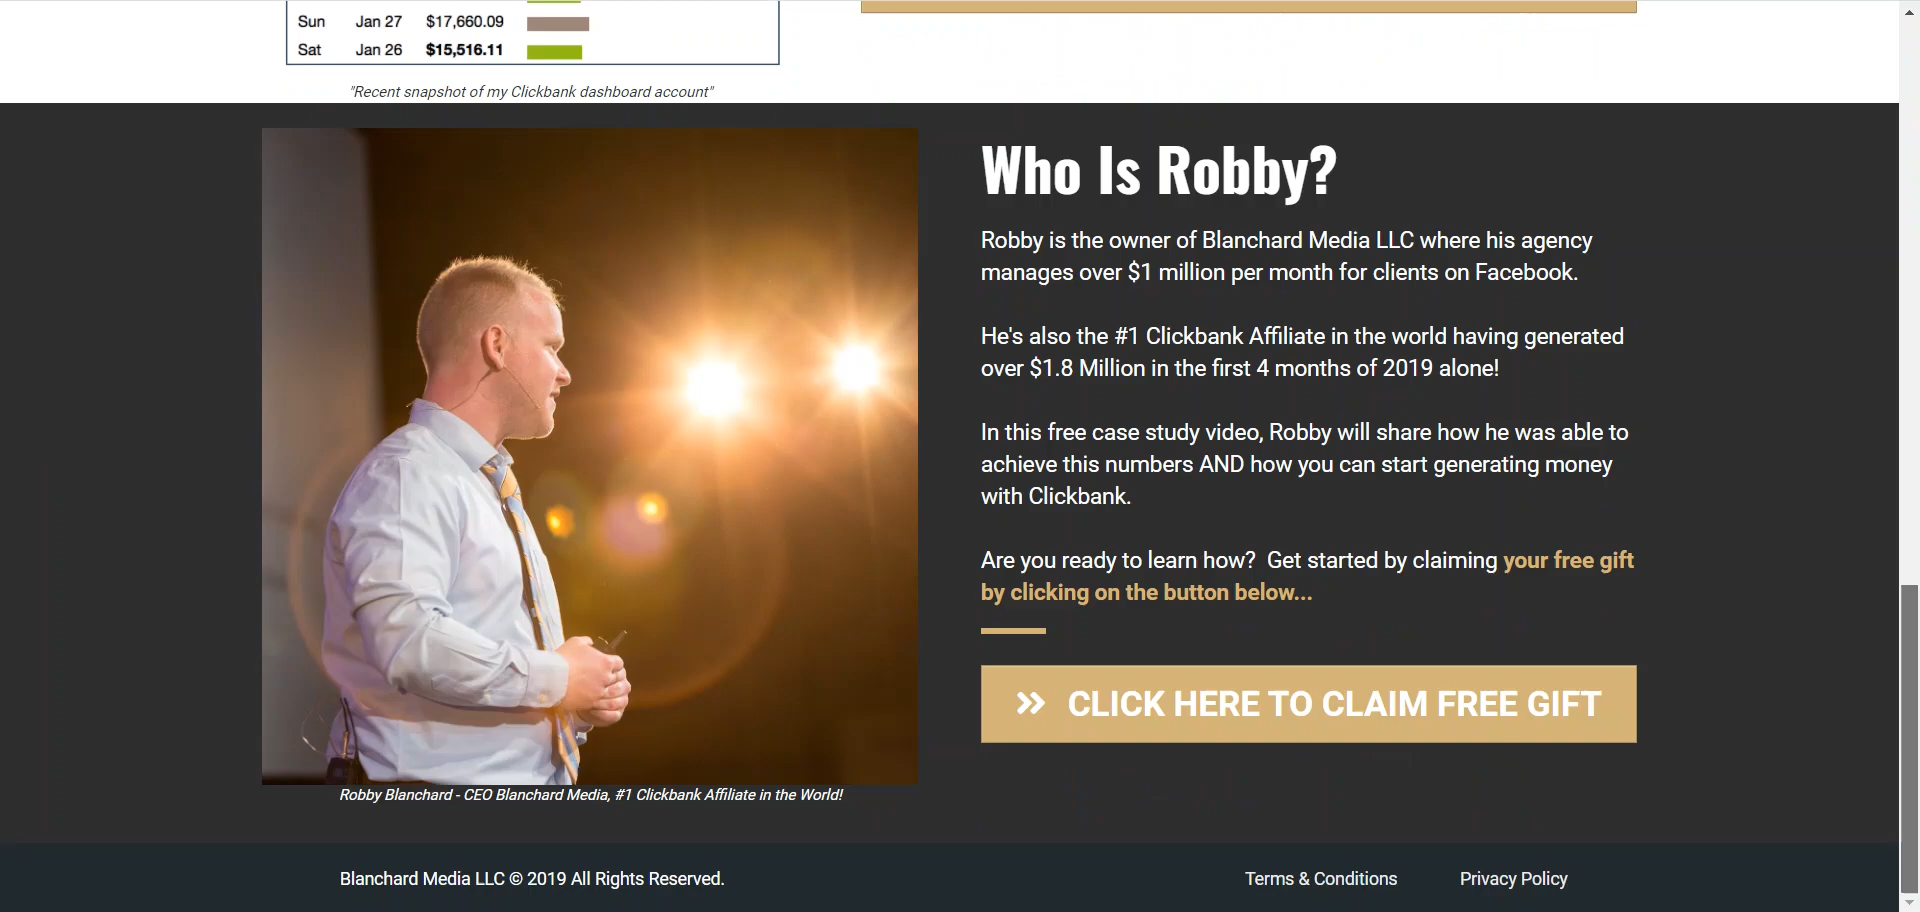 Sun Jan 27 $17,660.09
Sat Jan 26 $15,516.11
"Recent snapshot of my Clickbank dashboard account"
Who Is Robby?
Robby is the owner of Blanchard Media LLC where his agency
manages over $1 million per month for clients on Facebook.
He's also the #1 Clickbank Affiliate in the world having generated
over $1.8 Million in the first 4 months of 2019 alone!
In this free case study video, Robby will share how he was able to
achieve this numbers AND how you can start generating money
with Clickbank.
Are you ready to learn how?  Get started by claiming your free gift
by clicking on the button below...
CLICK HERE TO CLAIM FREE GIFT
Robby Blanchard - CEO Blanchard Media, #1 Clickbank Affiliate in the World!
Blanchard Media LLC © 2019 All Rights Reserved.
Terms & Conditions
Privacy Policy